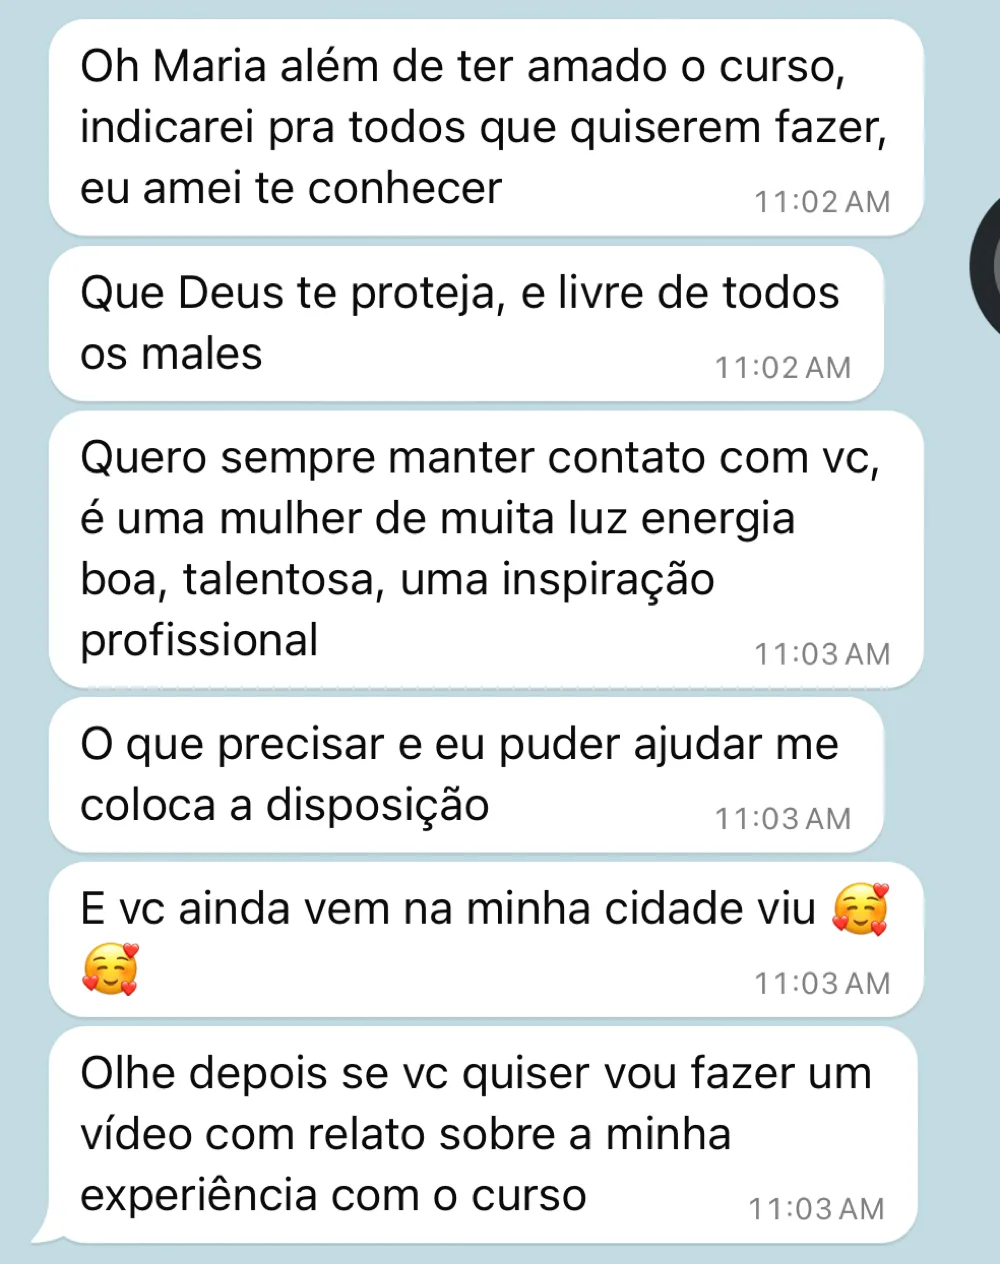 Oh Maria além de ter amado o curso,
indicarei pra todos que quiserem fazer,
eu amei te conhecer
11:02 AM
Que Deus te proteja, e livre de todos
os males
11:02 AM
Quero sempre manter contato com vc,
é uma mulher de muita luz energia
boa, talentosa, uma inspiração
profissional
11:03 AM
O que precisar e eu puder ajudar me
coloca a disposição
11:03 AM
E vc ainda vem na minha cidade viu 🥰
🥰
11:03 AM
Olhe depois se vc quiser vou fazer um
vídeo com relato sobre a minha
experiência com o curso
11:03 AM